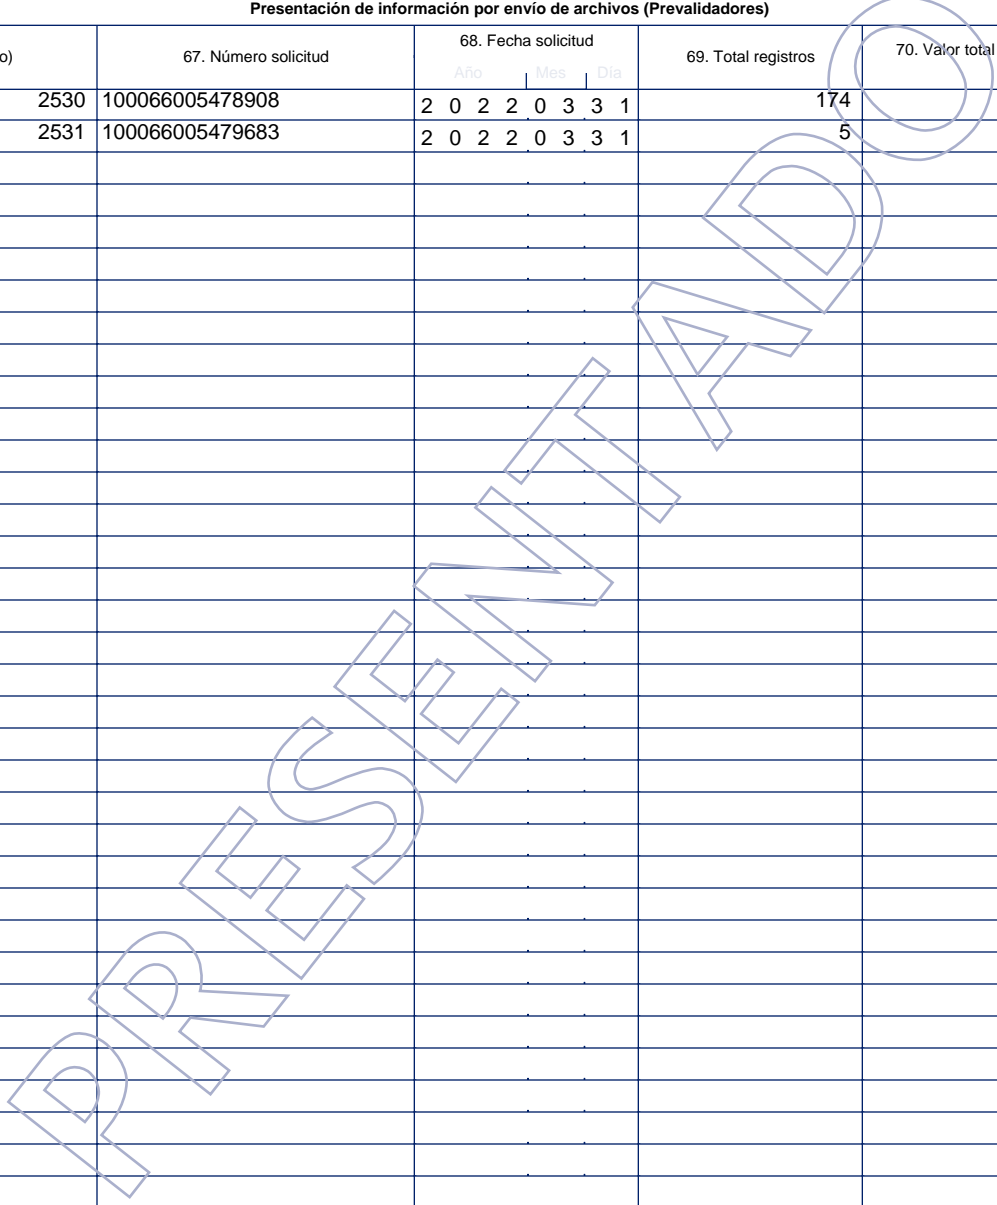 Presentación de información por envío de archivos (Prevalidadores)
o) 67. Número solicitud 68. Fecha solicitud 69. Total registros 70. Valor total
Año Mes Día
2530 100066005478908 2 0 2 2 0 3 3 1 174
2531 100066005479683 2 0 2 2 0 3 3 1 5
PRESENTADO